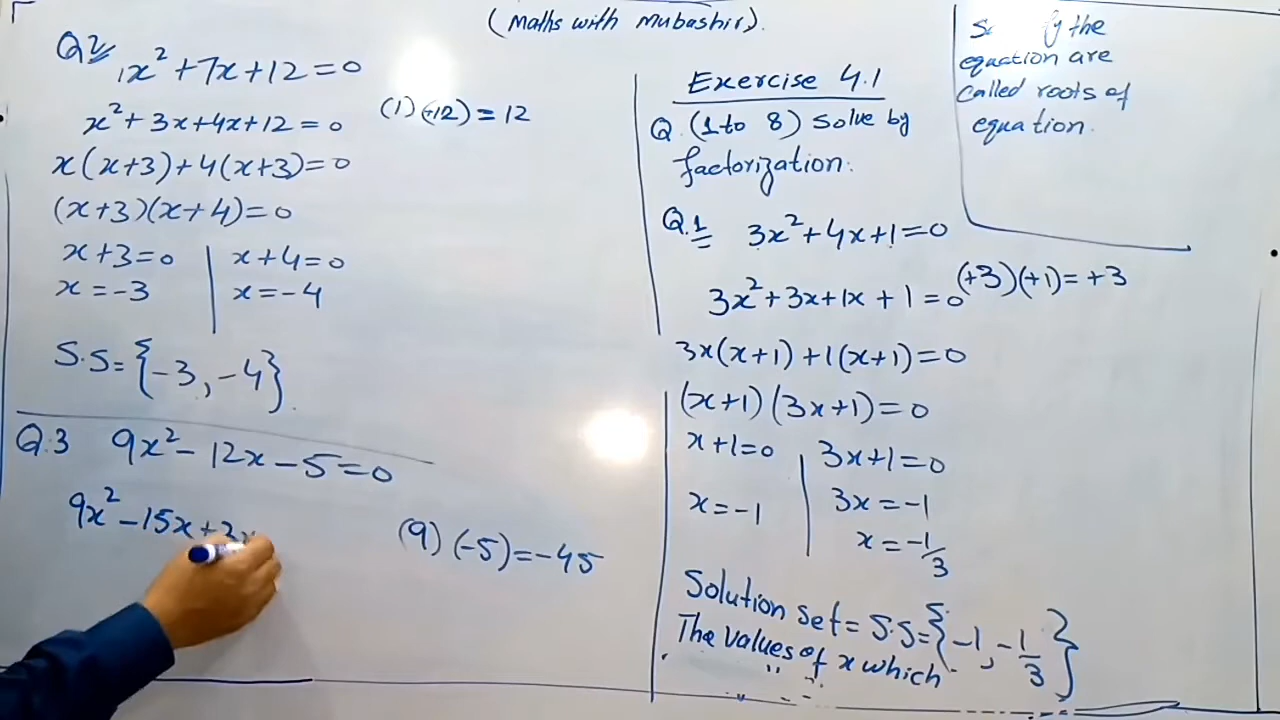 (Maths with Mubashir).
Q2
1x² + 7x + 12 = 0
x² + 3x + 4x + 12 = 0
(1)(+12) = 12
x(x+3) + 4(x+3) = 0
(x+3)(x+4) = 0
x + 3 = 0 | x + 4 = 0
x = -3 | x = -4
S.S = {-3, -4}.
Q.3 9x² - 12x - 5 = 0
9x² - 15x + 3x
(9)(-5) = -45
Exercise 4.1
Q. (1 to 8) Solve by
factorization.
Q.1 3x² + 4x + 1 = 0
(+3)(+1) = +3
3x² + 3x + 1x + 1 = 0
3x(x+1) + 1(x+1) = 0
(x+1)(3x+1) = 0
x + 1 = 0 | 3x + 1 = 0
x = -1 | 3x = -1
x = -1/3
Solution set = S.S = {-1, -1/3}
The values of x which
the
equation are
called roots of
equation.